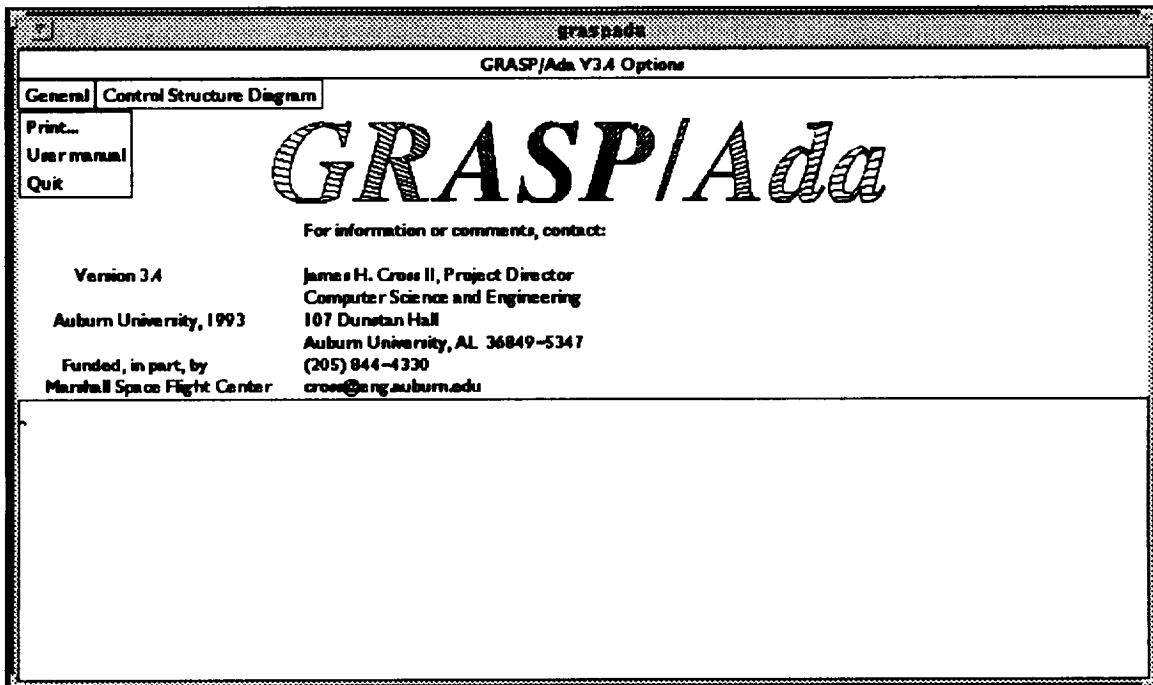 graspada
GRASP/Ada V3.4 Options
General Control Structure Diagram
Print...
User manual
Quit
GRASP/Ada
For information or comments, contact:
Version 3.4
James H. Cross II, Project Director
Computer Science and Engineering
Auburn University, 1993
107 Dunstan Hall
Auburn University, AL 36849-5347
Funded, in part, by
(205) 844-4330
Marshall Space Flight Center
cross@eng.auburn.edu